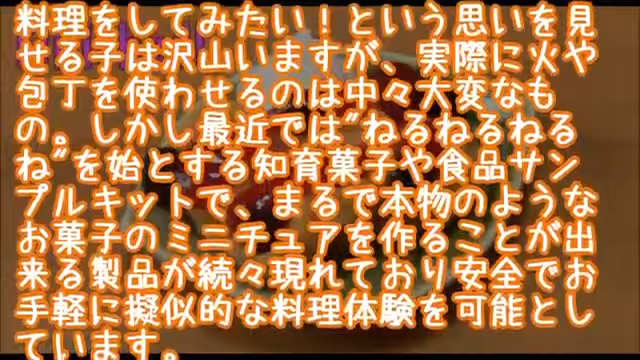 料理をしてみたい！という思いを見
せる子は沢山いますが、実際に火や
包丁を使わせるのは中々大変なも
の。しかし最近では"ねるねるねる
ね"を始とする知育菓子や食品サン
プルキットで、まるで本物のような
お菓子のミニチュアを作ることが出
来る製品が続々現れており安全でお
手軽に擬似的な料理体験を可能とし
ています。